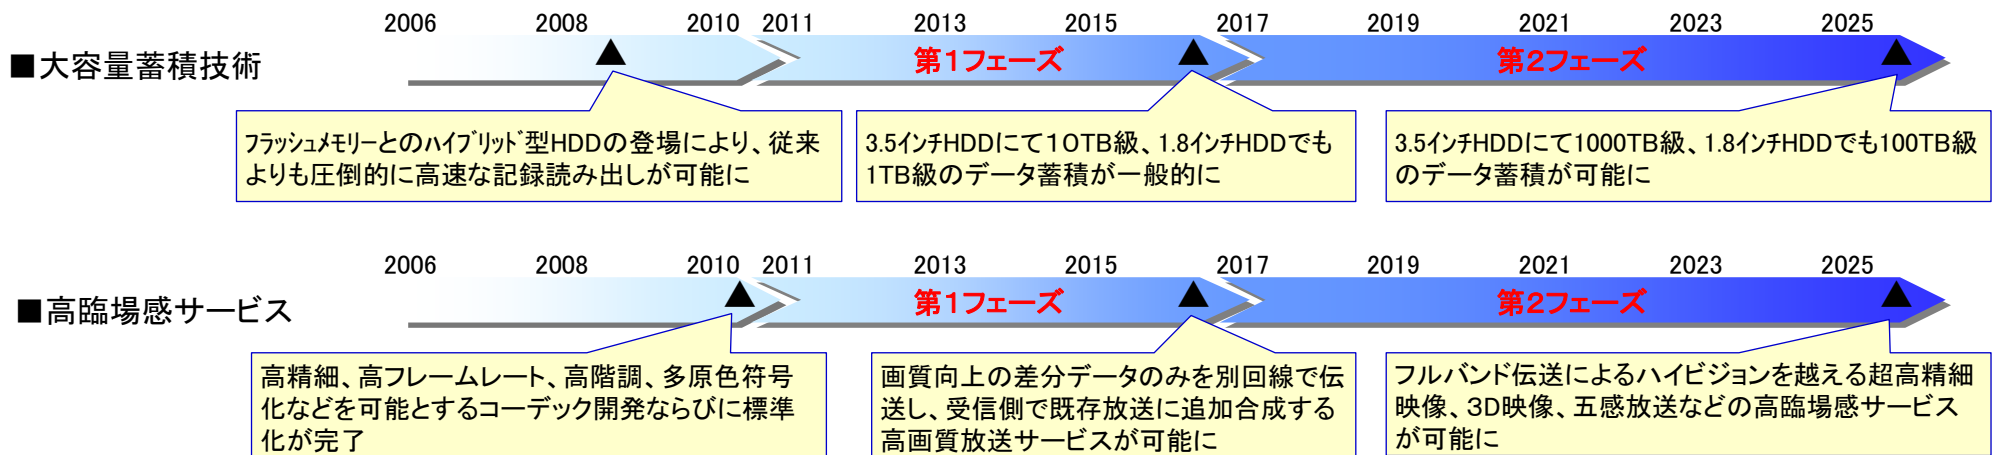 2006 2008 2010 2011 2013 2015 2017 2019 2021 2023 2025
■大容量蓄積技術
第1フェーズ
第2フェーズ
ﾌﾗｯｼｭﾒﾓﾘｰとのﾊｲﾌﾞﾘｯﾄﾞ型HDDの登場により、従来
よりも圧倒的に高速な記録読み出しが可能に
3.5ｲﾝﾁHDDにて10TB級、1.8ｲﾝﾁHDDでも
1TB級のデータ蓄積が一般的に
3.5ｲﾝﾁHDDにて1000TB級、1.8ｲﾝﾁHDDでも100TB級
のデータ蓄積が可能に
2006 2008 2010 2011 2013 2015 2017 2019 2021 2023 2025
■高臨場感サービス
第1フェーズ
第2フェーズ
高精細、高フレームレート、高階調、多原色符号
化などを可能とするコーデック開発ならびに標準
化が完了
画質向上の差分データのみを別回線で伝
送し、受信側で既存放送に追加合成する
高画質放送サービスが可能に
フルバンド伝送によるハイビジョンを越える超高精細
映像、3D映像、五感放送などの高臨場感サービス
が可能に